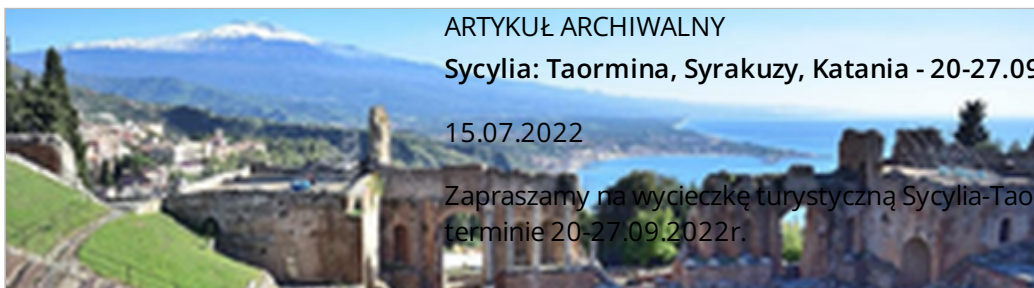 ARTYKUŁ ARCHIWALNY
Sycylia: Taormina, Syrakuzy, Katania - 20-27.09
15.07.2022
Zapraszamy na wycieczkę turystyczną Sycylia-Tao
terminie 20-27.09.2022r.